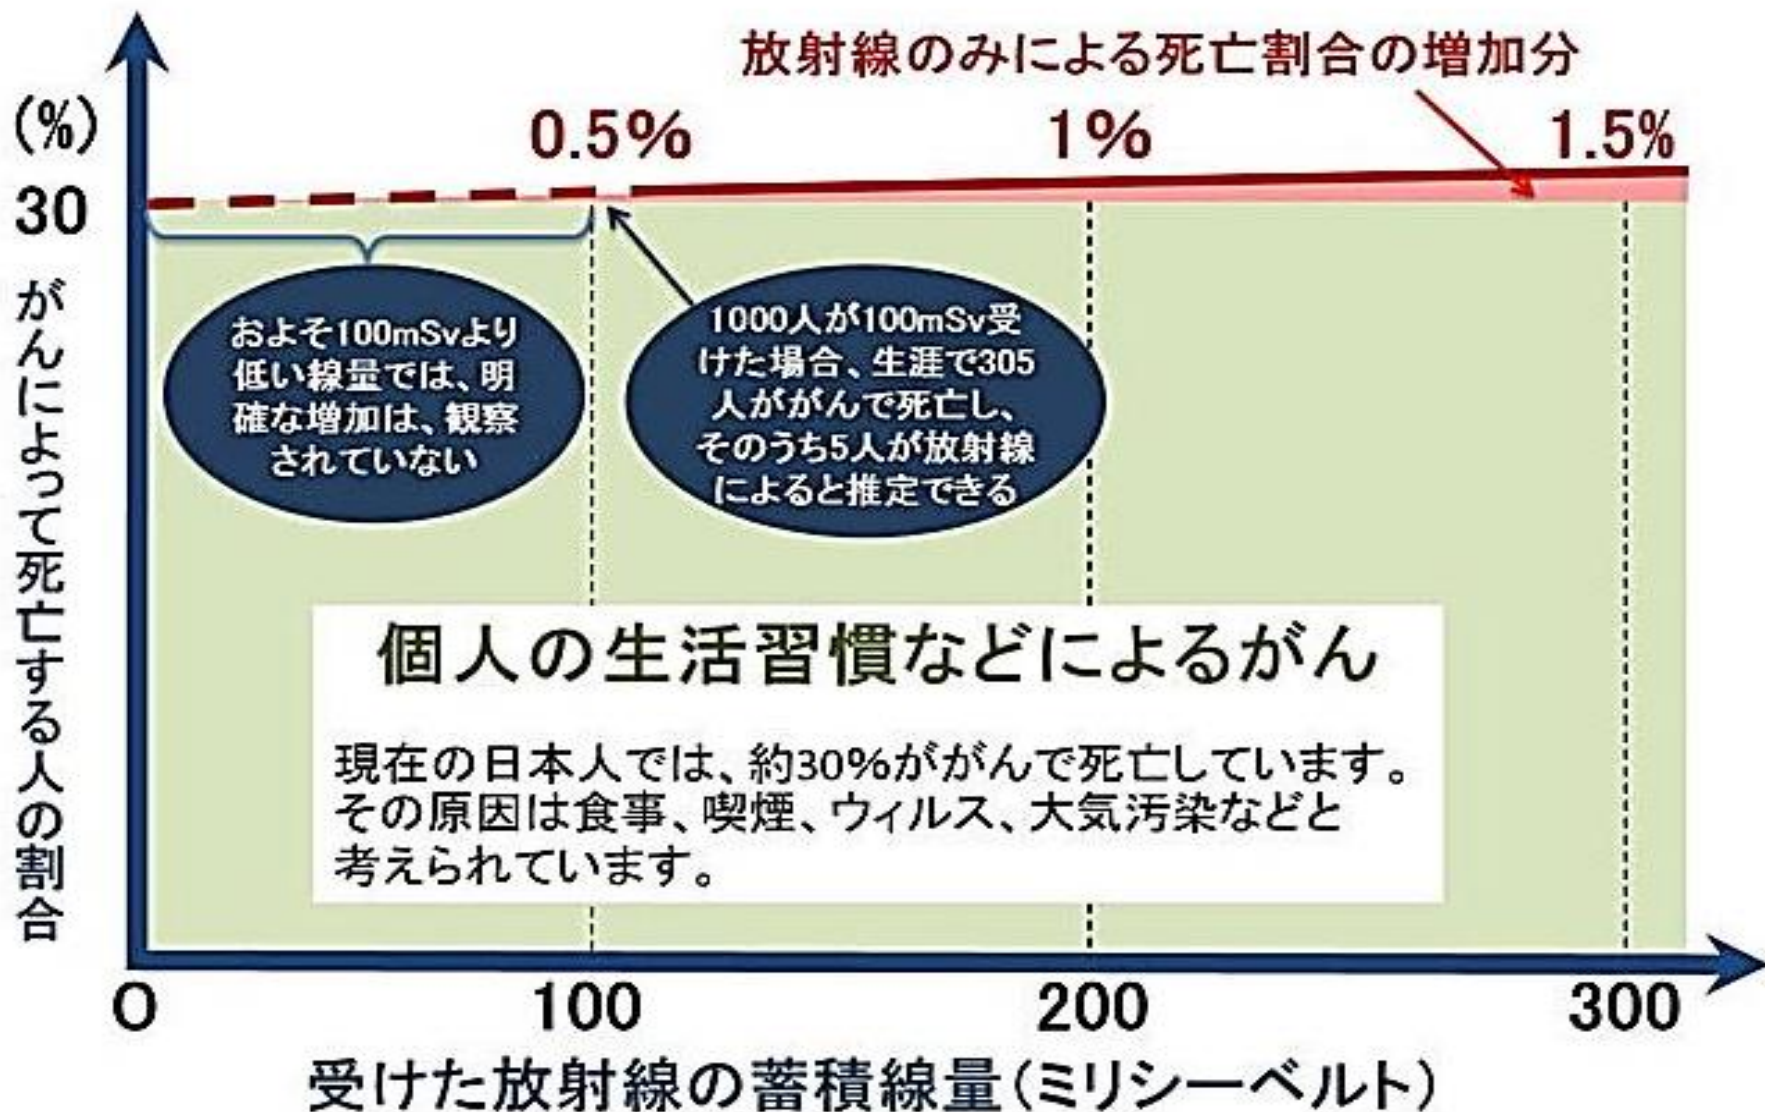 放射線のみによる死亡割合の増加分
(%)
0.5%
1%
1.5%
30
がんによって死亡する人の割合
およそ100mSvより
低い線量では、明
確な増加は、観察
されていない
1000人が100mSv受
けた場合、生涯で305
人ががんで死亡し、
そのうち5人が放射線
によると推定できる
個人の生活習慣などによるがん
現在の日本人では、約30%ががんで死亡しています。
その原因は食事、喫煙、ウィルス、大気汚染などと
考えられています。
O
100
200
300
受けた放射線の蓄積線量(ミリシーベルト)